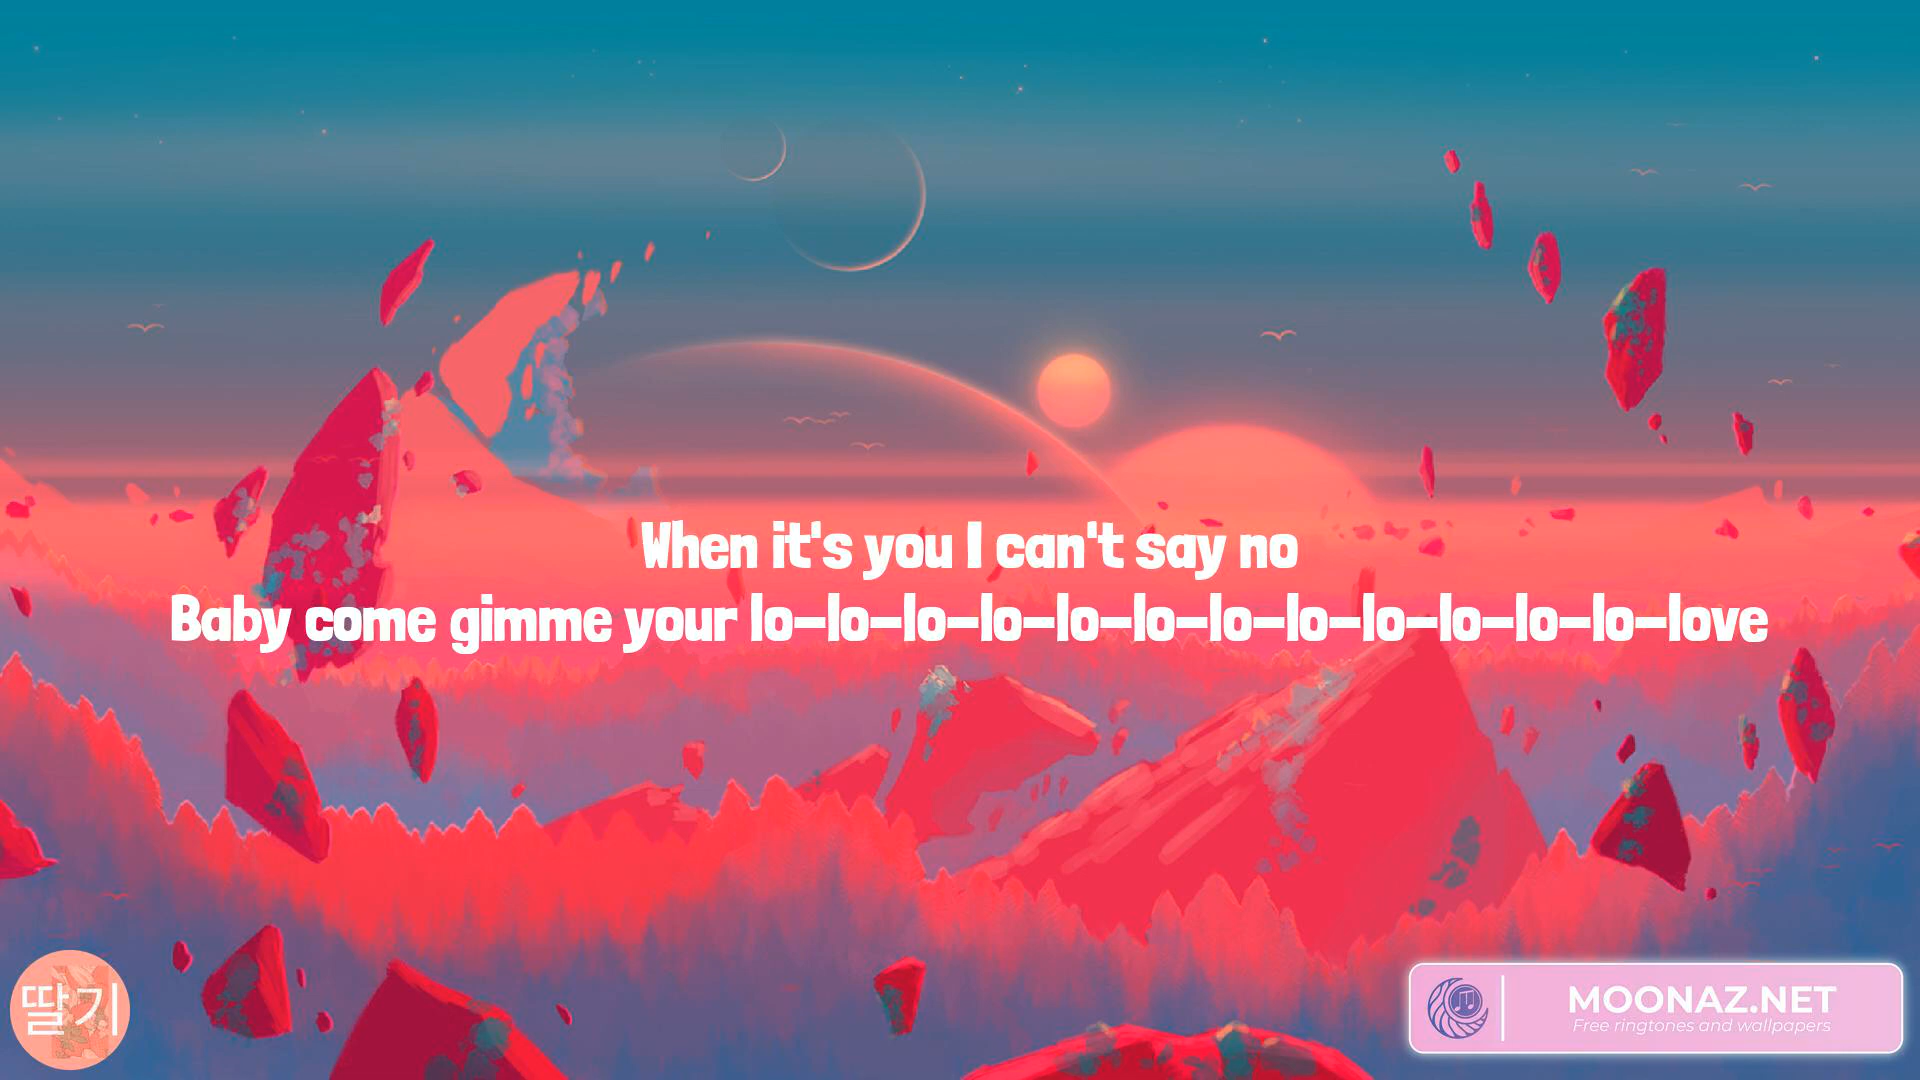 When it's you I can't say no
Baby come gimme your lo-lo-lo-lo-lo-lo-lo-lo-lo-lo-lo-lo-love
딸기
MOONAZ.NET
Free ringtones and wallpapers